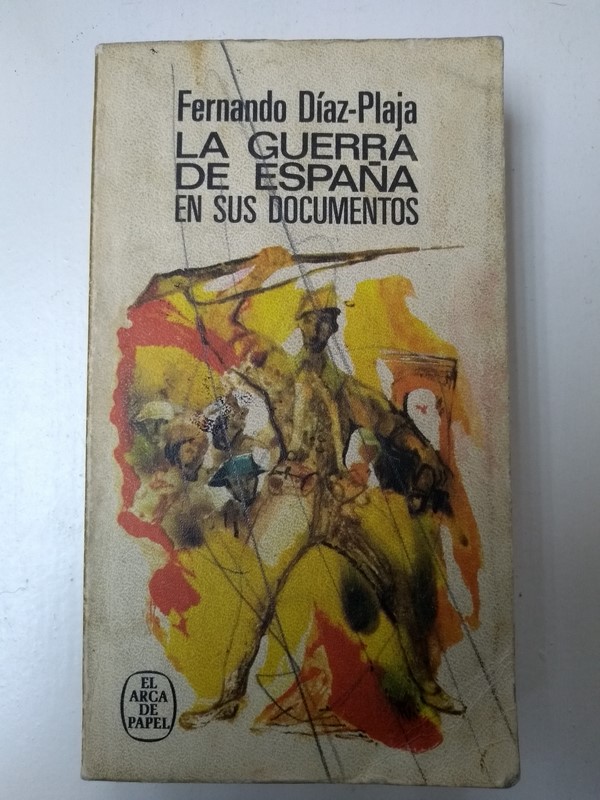 Fernando Díaz-Plaja
LA GUERRA
DE ESPAÑA
EN SUS DOCUMENTOS
EL
ARCA
DE
PAPEL